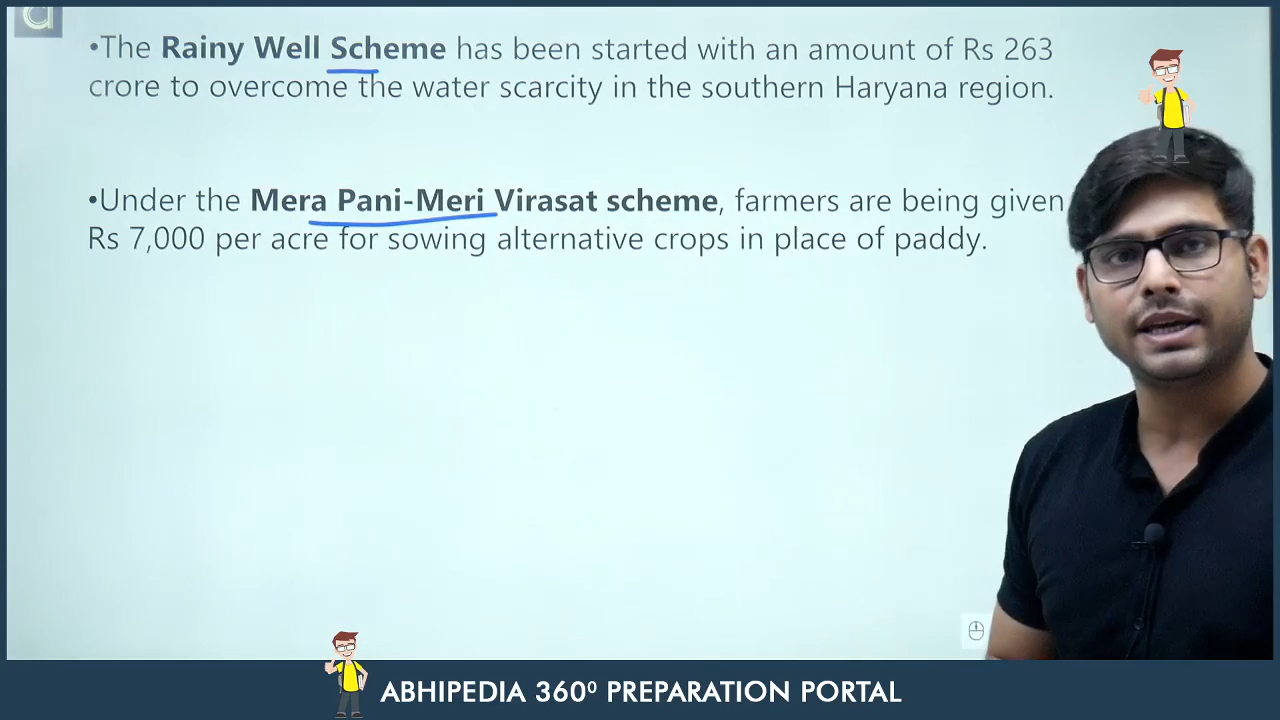 a
•The Rainy Well Scheme has been started with an amount of Rs 263
crore to overcome the water scarcity in the southern Haryana region.
•Under the Mera Pani-Meri Virasat scheme, farmers are being given
Rs 7,000 per acre for sowing alternative crops in place of paddy.
ABHIPEDIA 360⁰ PREPARATION PORTAL